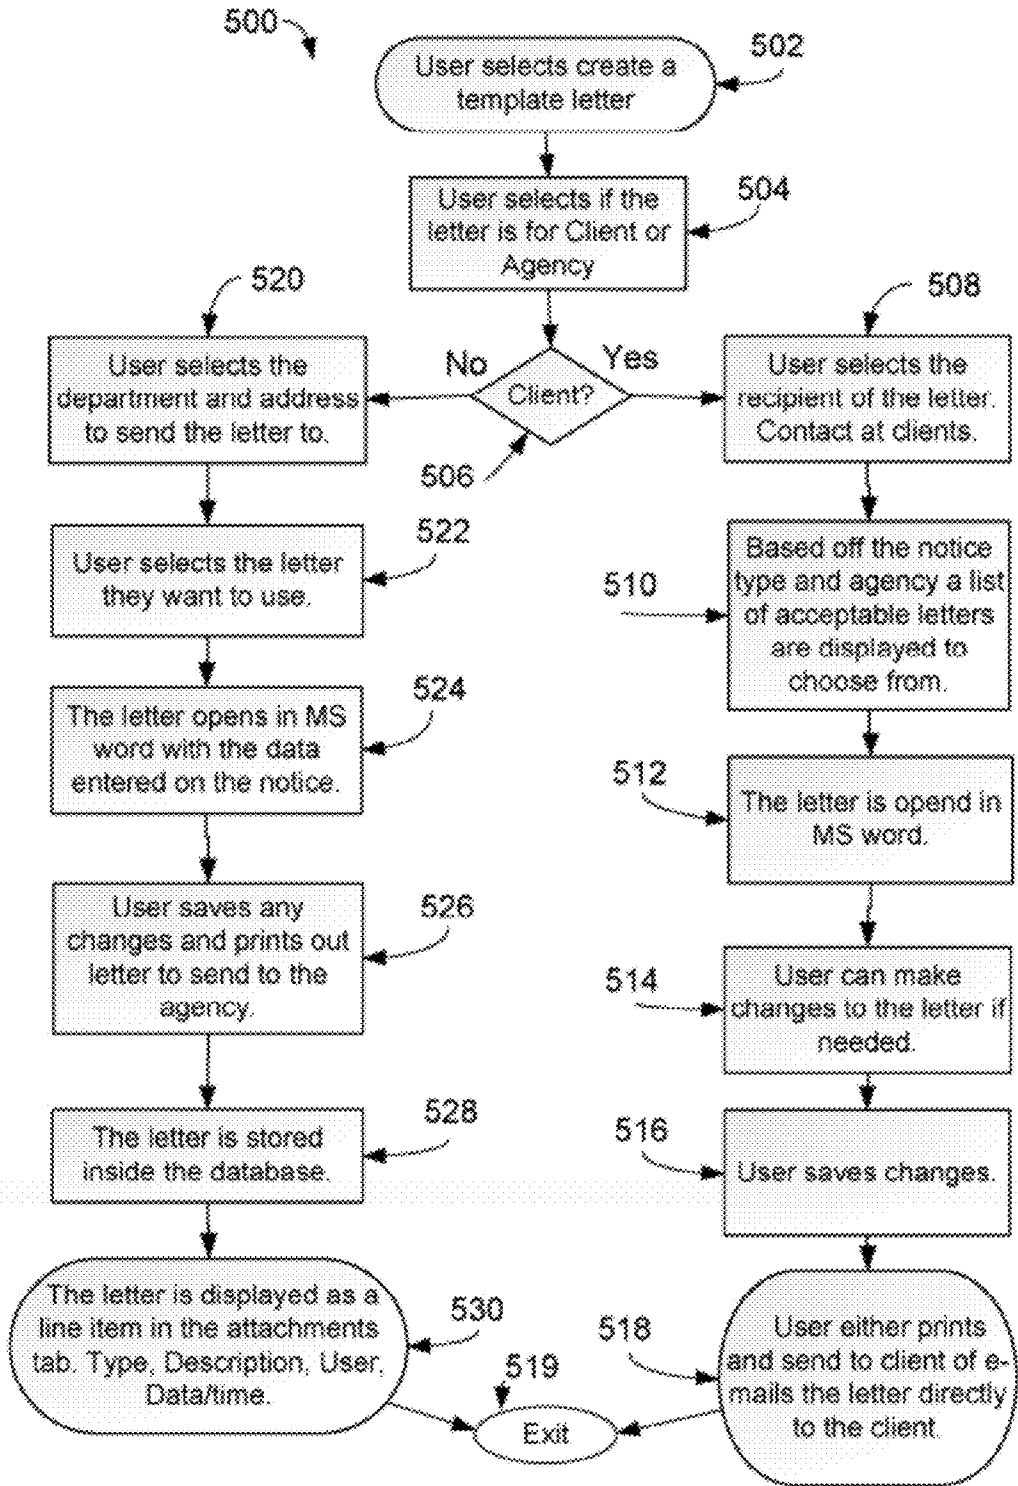 500
502
User selects create a
template letter
504
User selects if the
letter is for Client or
Agency
506
Client?
No
Yes
508
User selects the
recipient of the letter.
Contact at clients.
510
Based off the notice
type and agency a list
of acceptable letters
are displayed to
choose from.
512
The letter is opend in
MS word.
514
User can make
changes to the letter if
needed.
516
User saves changes.
518
User either prints
and send to client of e-
mails the letter directly
to the client.
520
User selects the
department and address
to send the letter to.
522
User selects the letter
they want to use.
524
The letter opens in MS
word with the data
entered on the notice.
526
User saves any
changes and prints out
letter to send to the
agency.
528
The letter is stored
inside the database.
530
The letter is displayed as a
line item in the attachments
tab. Type, Description, User,
Data/time.
519
Exit